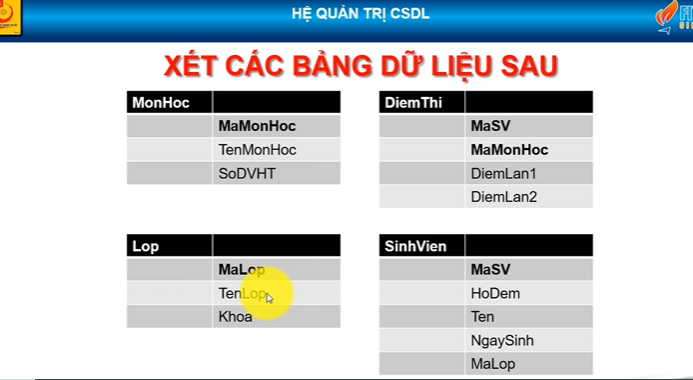 HỆ QUẢN TRỊ CSDL
XÉT CÁC BẢNG DỮ LIỆU SAU
MonHoc
MaMonHoc
TenMonHoc
SoDVHT
DiemThi
MaSV
MaMonHoc
DiemLan1
DiemLan2
Lop
MaLop
TenLop
Khoa
SinhVien
MaSV
HoDem
Ten
NgaySinh
MaLop